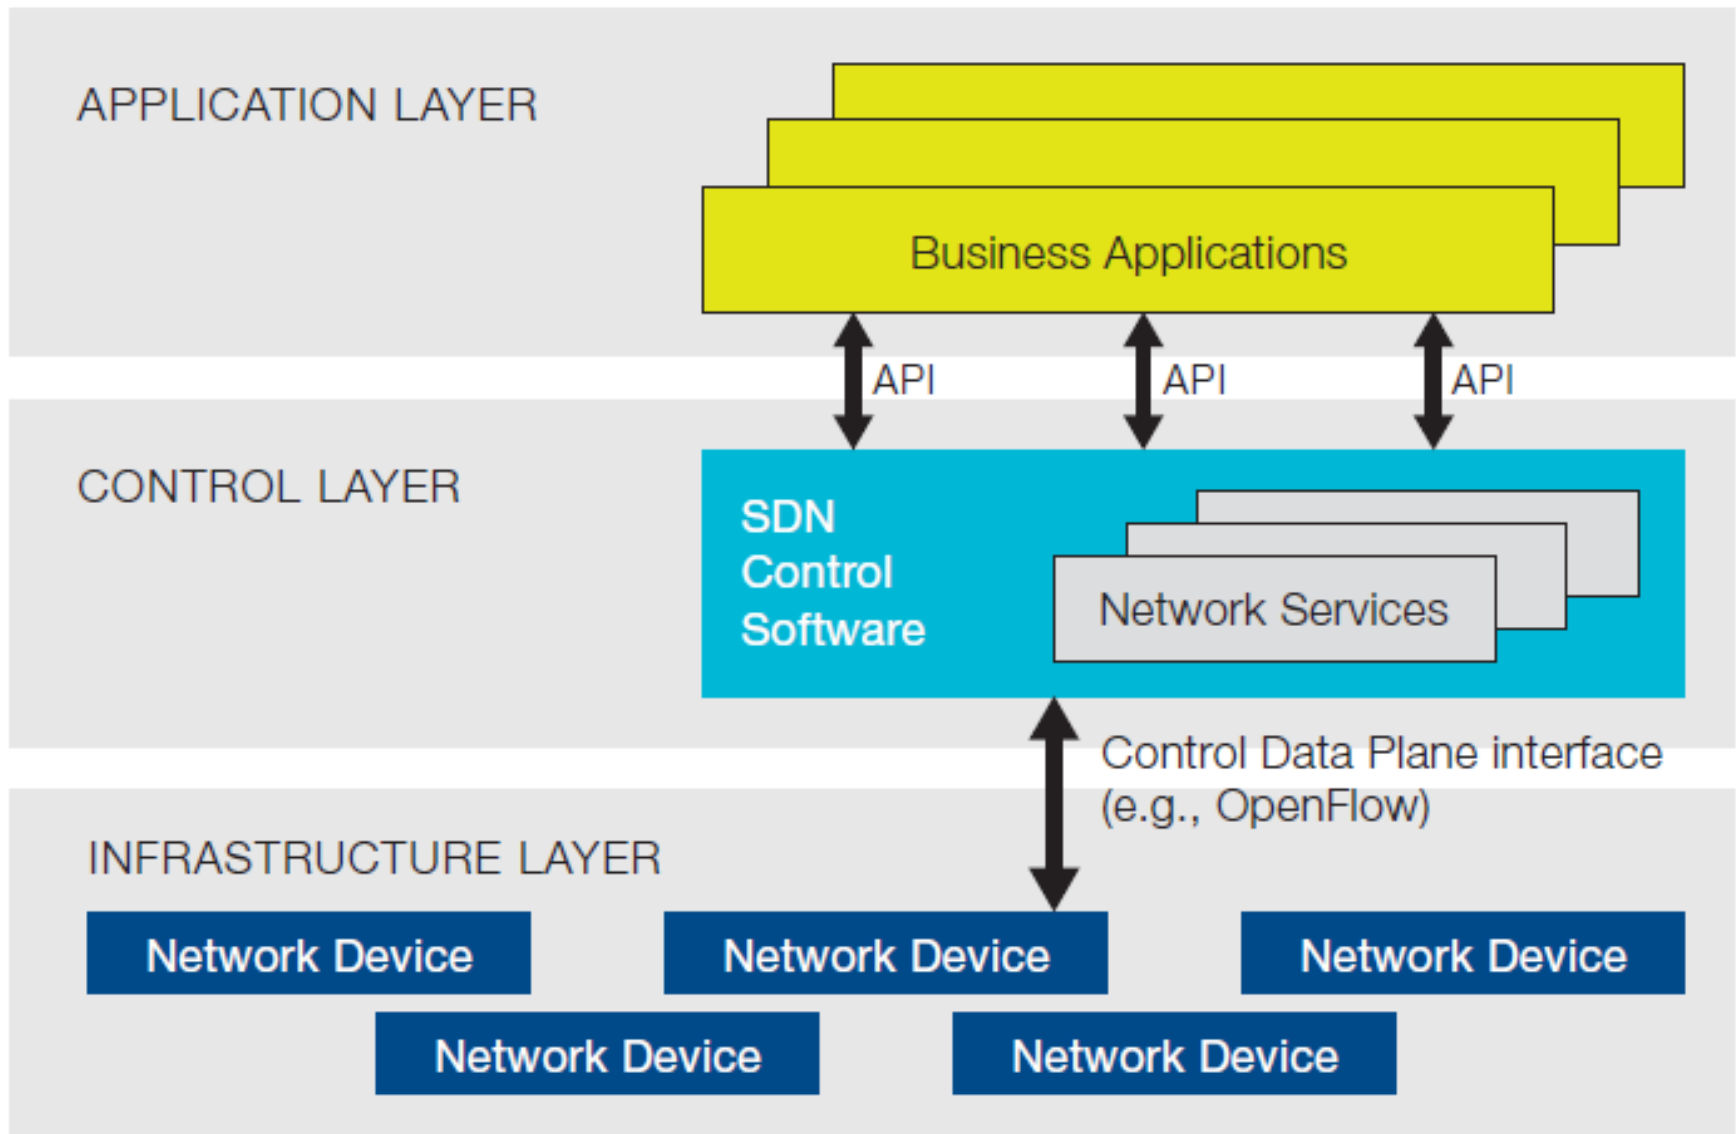 APPLICATION LAYER
Business Applications
API
API
API
CONTROL LAYER
SDN
Control
Software
Network Services
Control Data Plane interface
(e.g., OpenFlow)
INFRASTRUCTURE LAYER
Network Device
Network Device
Network Device
Network Device
Network Device